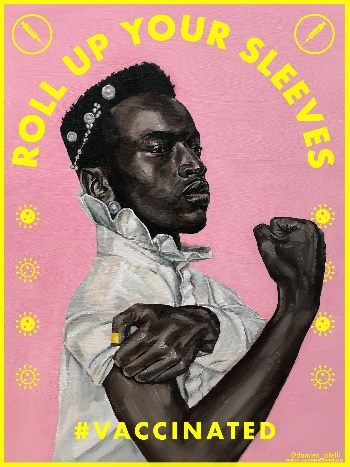 ROLL UP YOUR SLEEVES
#VACCINATED